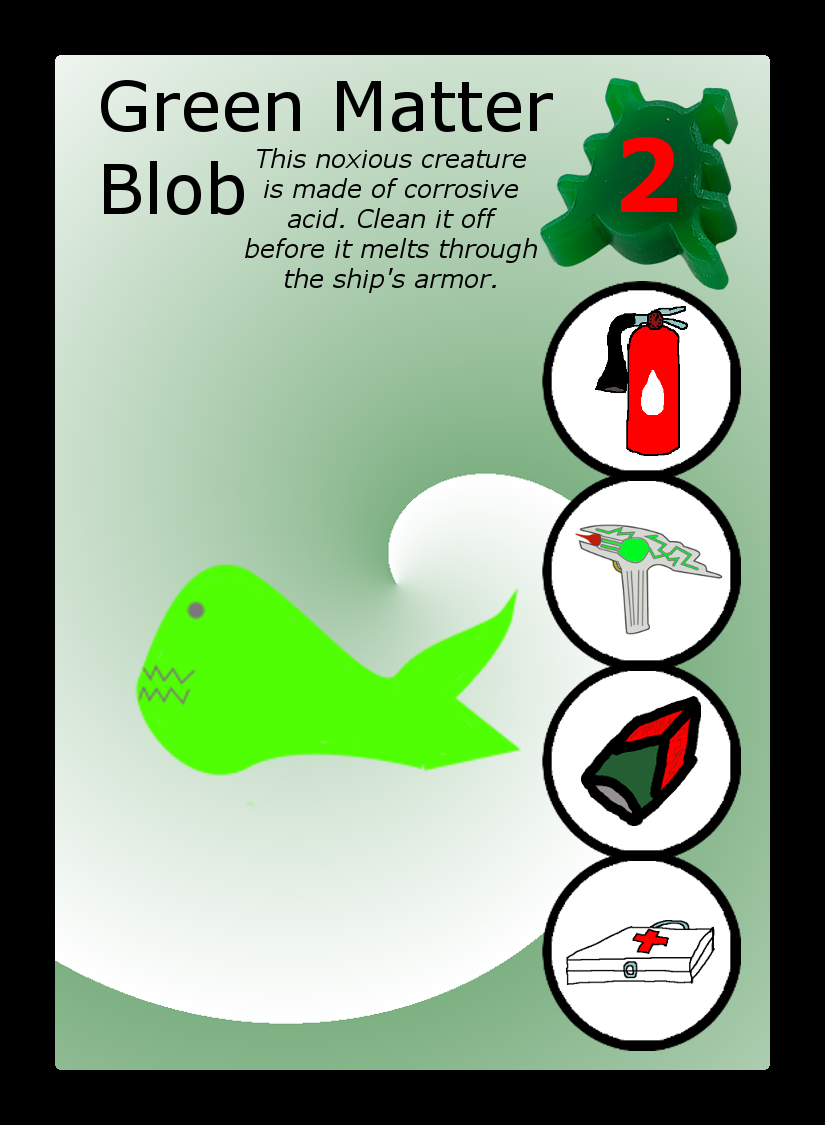 Green Matter
Blob
This noxious creature
is made of corrosive
acid. Clean it off
before it melts through
the ship's armor.
2